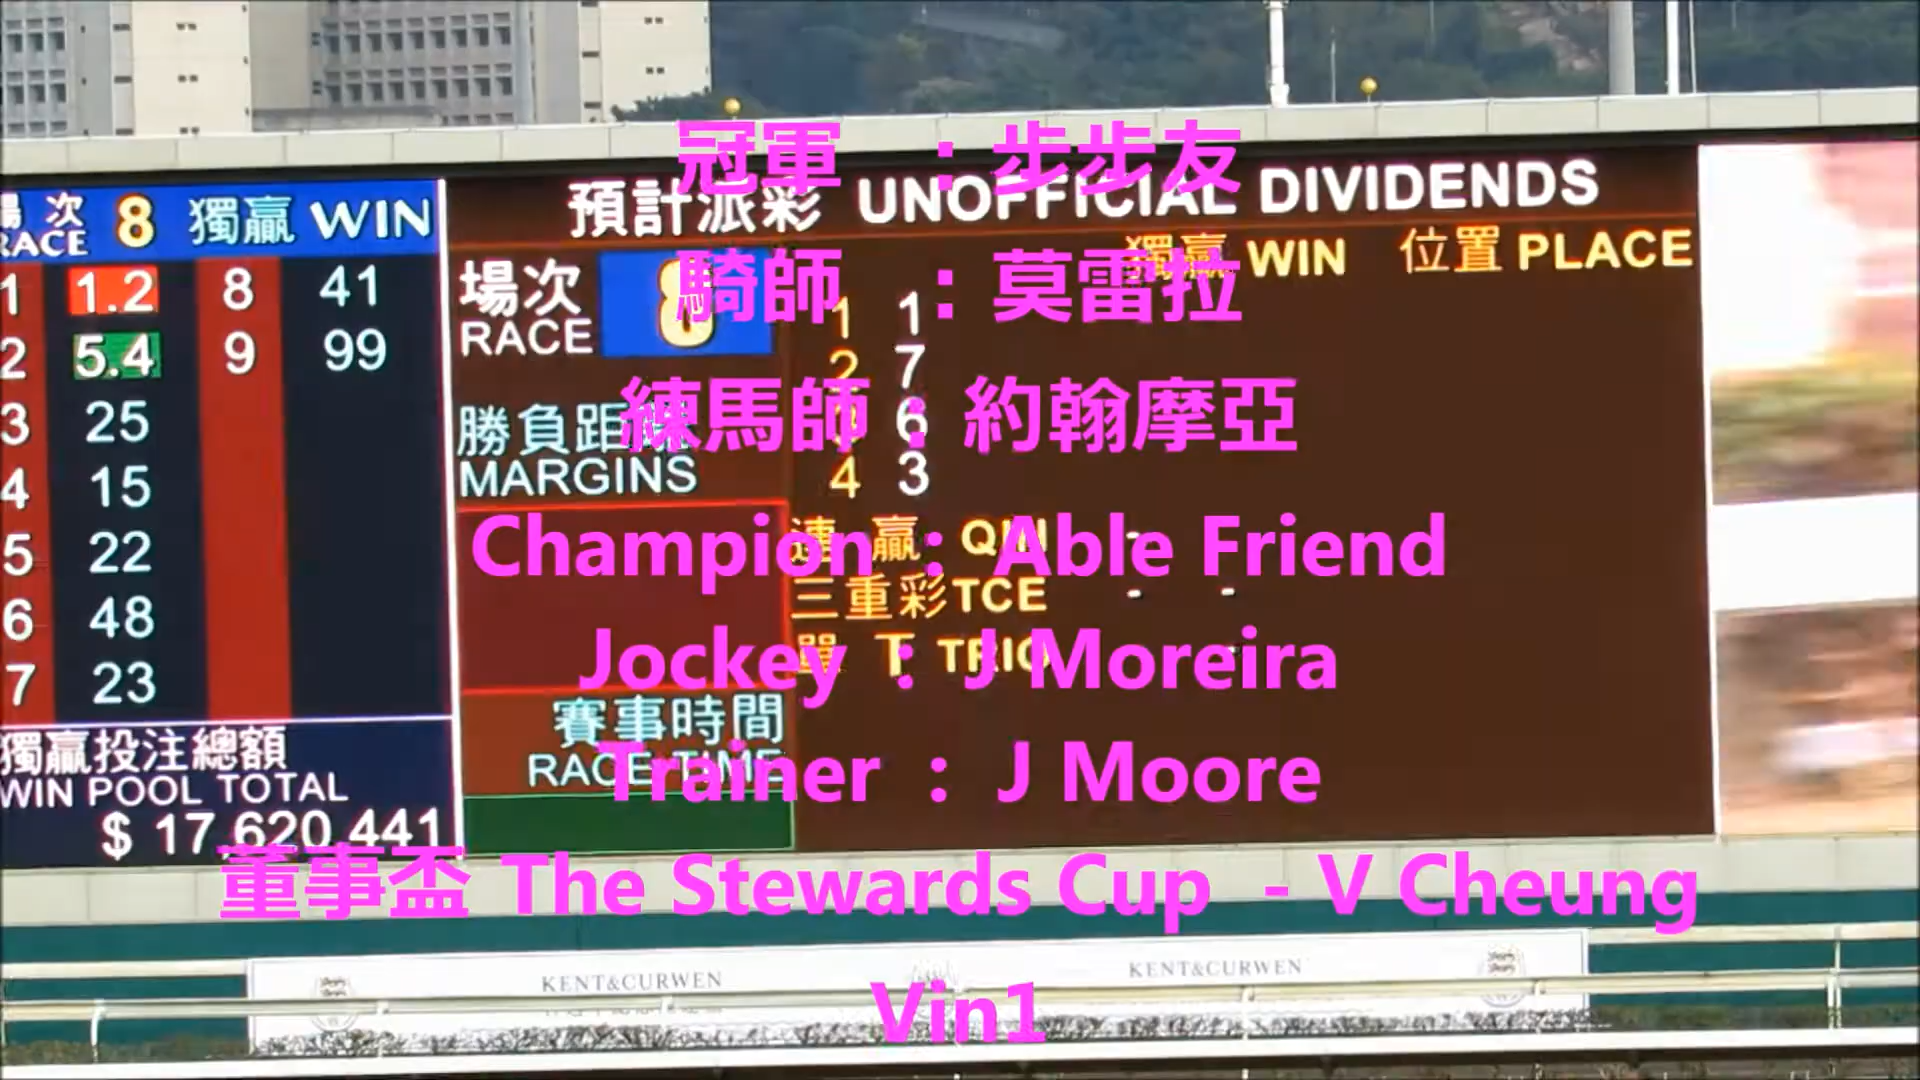 冠軍 ：步步友
騎師 ：莫雷拉
練馬師：約翰摩亞
Champion : Able Friend
Jockey : J Moreira
Trainer : J Moore
董事盃 The Stewards Cup - V Cheung
Vin1
場次 8 獨贏 WIN
RACE
1 1.2 8 41
2 5.4 9 99
3 25
4 15
5 22
6 48
7 23
獨贏投注總額
WIN POOL TOTAL
$ 17,620,441
預計派彩 UNOFFICIAL DIVIDENDS
獨贏 WIN 位置 PLACE
場次 8
RACE
1 1
2 7
6
4 3
勝負距離
MARGINS
連 贏 QIN -
三重彩 TCE - -
單 T TRIO -
賽事時間
RACE TIME
KENT&CURWEN KENT&CURWEN